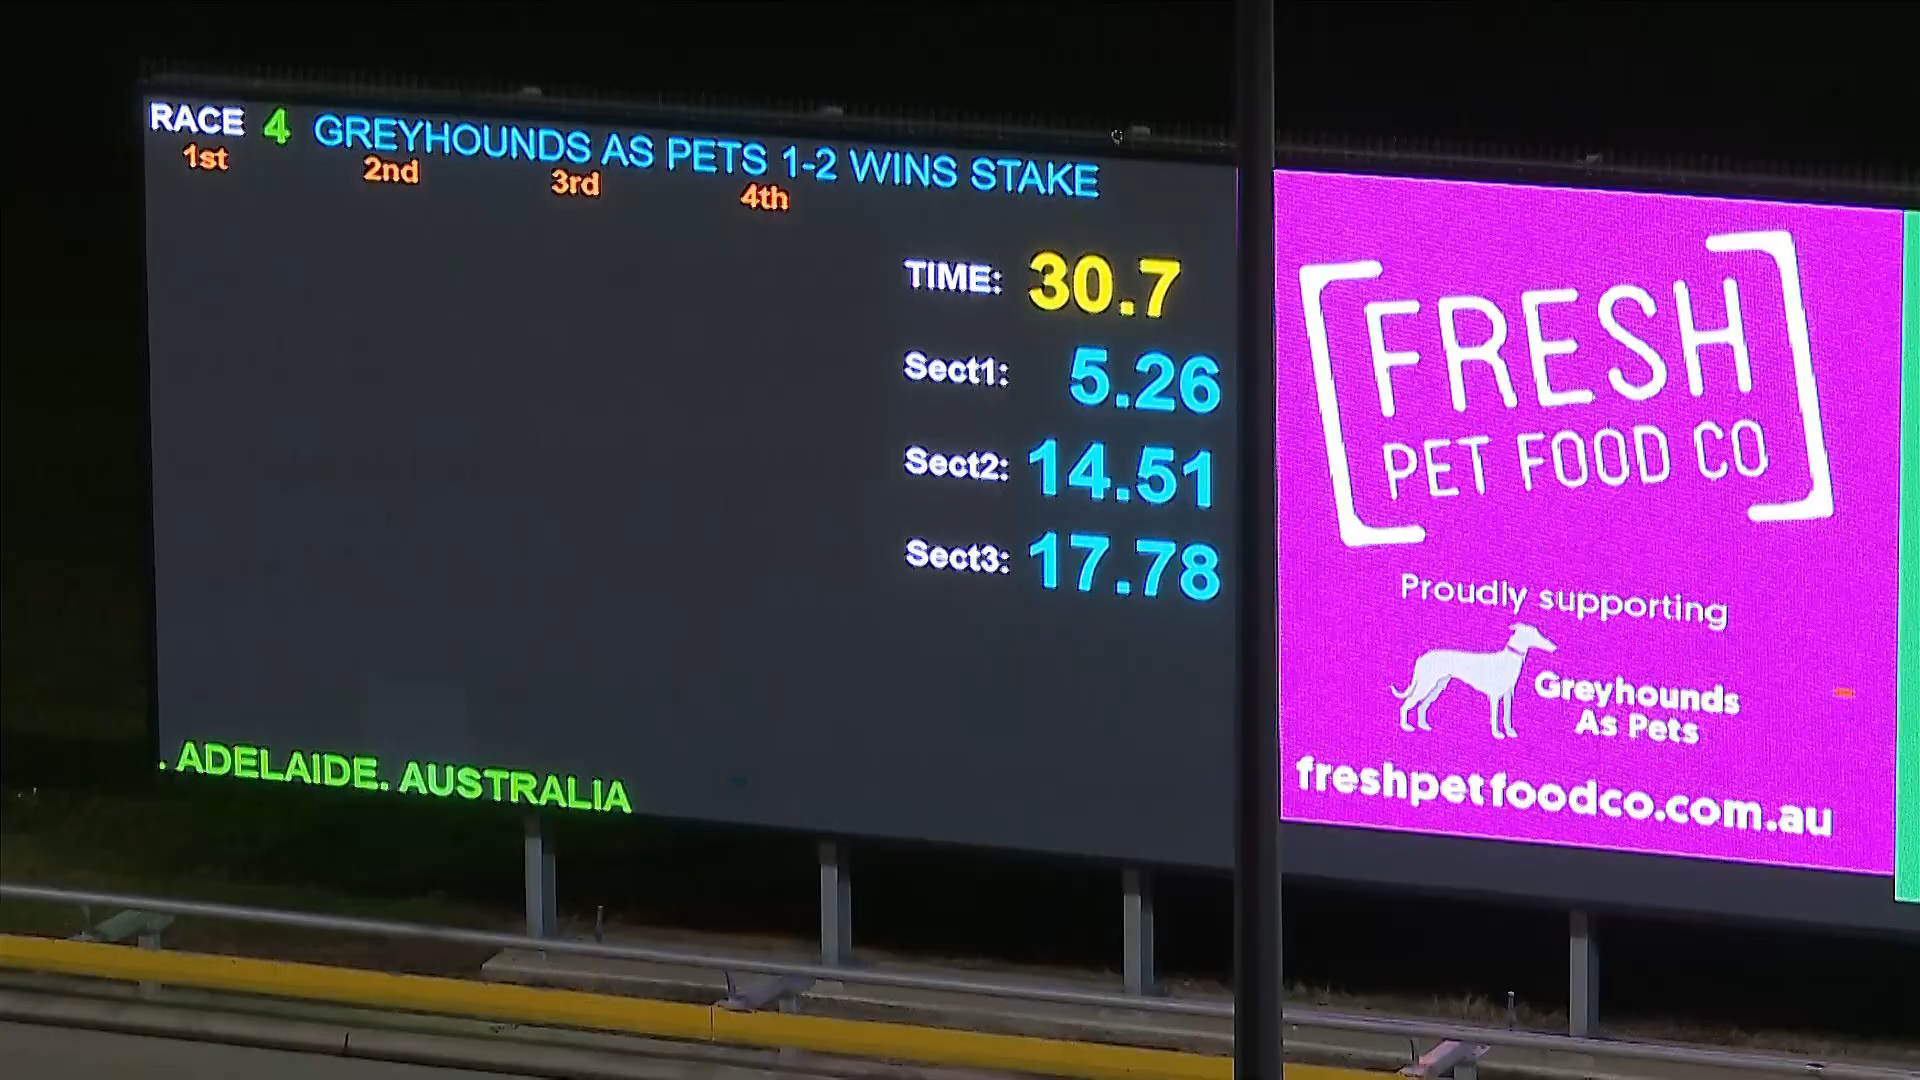 RACE 4 GREYHOUNDS AS PETS 1-2 WINS STAKE
1st 2nd 3rd 4th
TIME: 30.7
Sect1: 5.26
Sect2: 14.51
Sect3: 17.78
. ADELAIDE. AUSTRALIA
FRESH
PET FOOD CO
Proudly supporting
Greyhounds
As Pets
freshpetfoodco.com.au